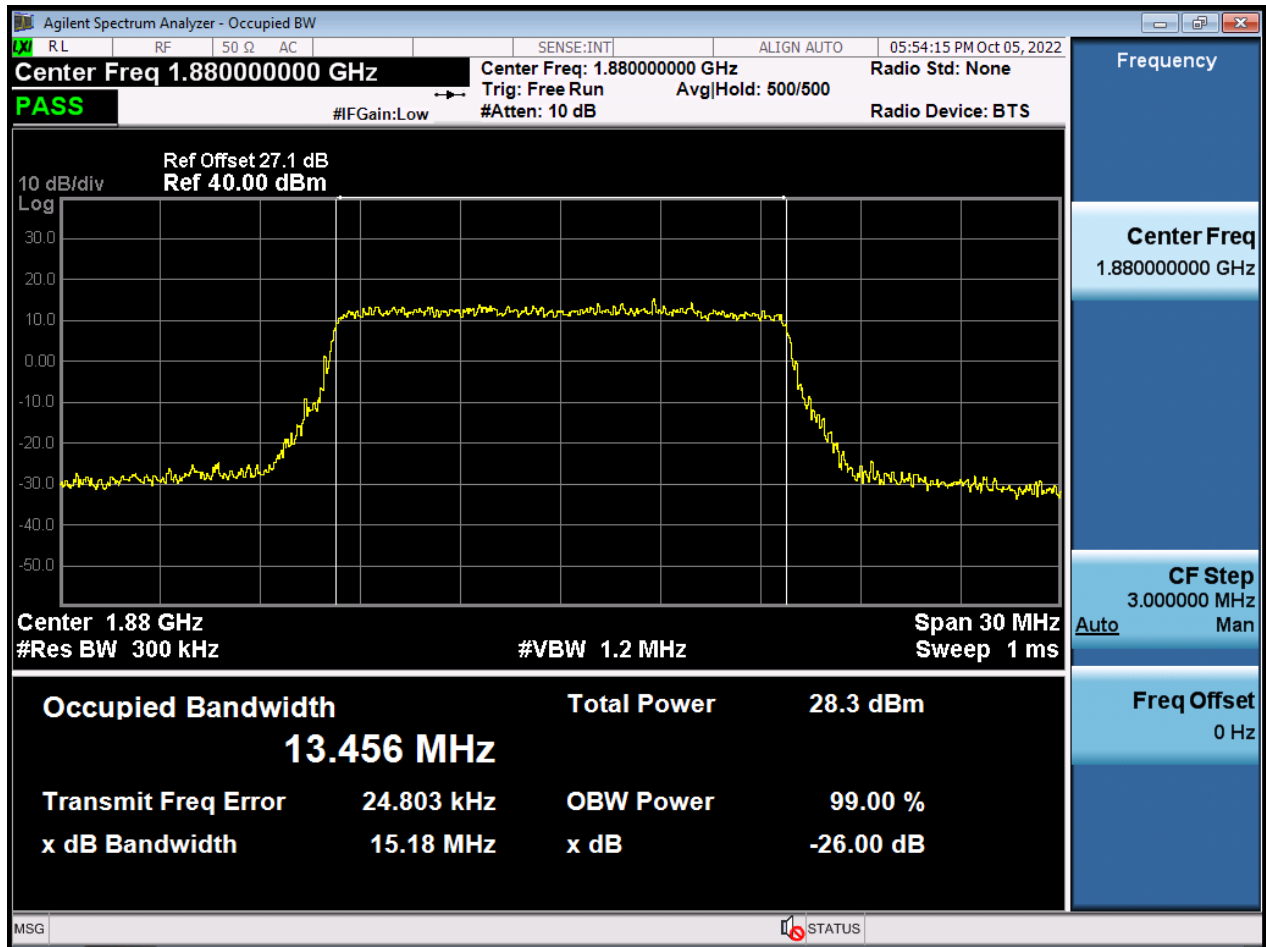 Agilent Spectrum Analyzer - Occupied BW
LXI RL RF 50 Ω AC SENSE:INT ALIGN AUTO 05:54:15 PM Oct 05, 2022
Center Freq 1.880000000 GHz
PASS
#IFGain:Low
Center Freq: 1.880000000 GHz
Trig: Free Run Avg|Hold: 500/500
#Atten: 10 dB
Radio Std: None
Radio Device: BTS
Ref Offset 27.1 dB
10 dB/div Ref 40.00 dBm
Log
30.0
20.0
10.0
0.00
-10.0
-20.0
-30.0
-40.0
-50.0
Center 1.88 GHz Span 30 MHz
#Res BW 300 kHz #VBW 1.2 MHz Sweep 1 ms
Occupied Bandwidth Total Power 28.3 dBm
13.456 MHz
Transmit Freq Error 24.803 kHz OBW Power 99.00 %
x dB Bandwidth 15.18 MHz x dB -26.00 dB
Frequency
Center Freq
1.880000000 GHz
CF Step
3.000000 MHz
Auto Man
Freq Offset
0 Hz
MSG STATUS